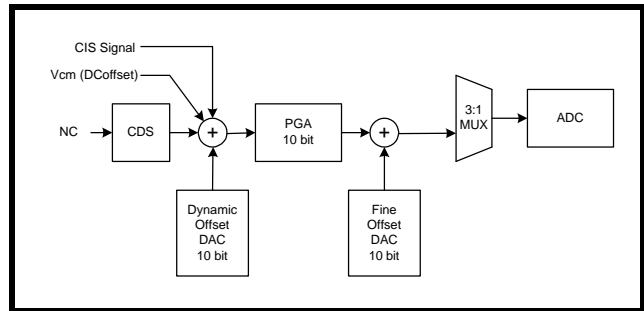 CIS Signal
Vcm (DCoffset)
NC
CDS
+
PGA
10 bit
+
3:1
MUX
ADC
Dynamic
Offset
DAC
10 bit
Fine
Offset
DAC
10 bit